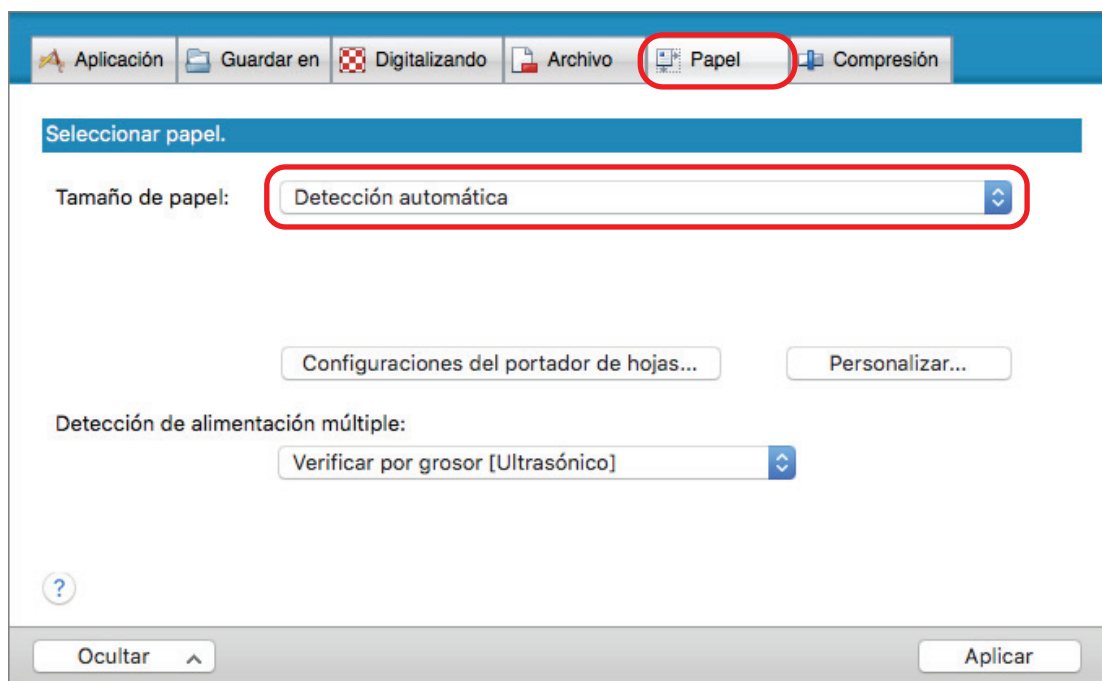 Aplicación Guardar en Digitalizando Archivo Papel Compresión
Seleccionar papel.
Tamaño de papel: Detección automática
Configuraciones del portador de hojas... Personalizar...
Detección de alimentación múltiple:
Verificar por grosor [Ultrasónico]
?
Ocultar Aplicar